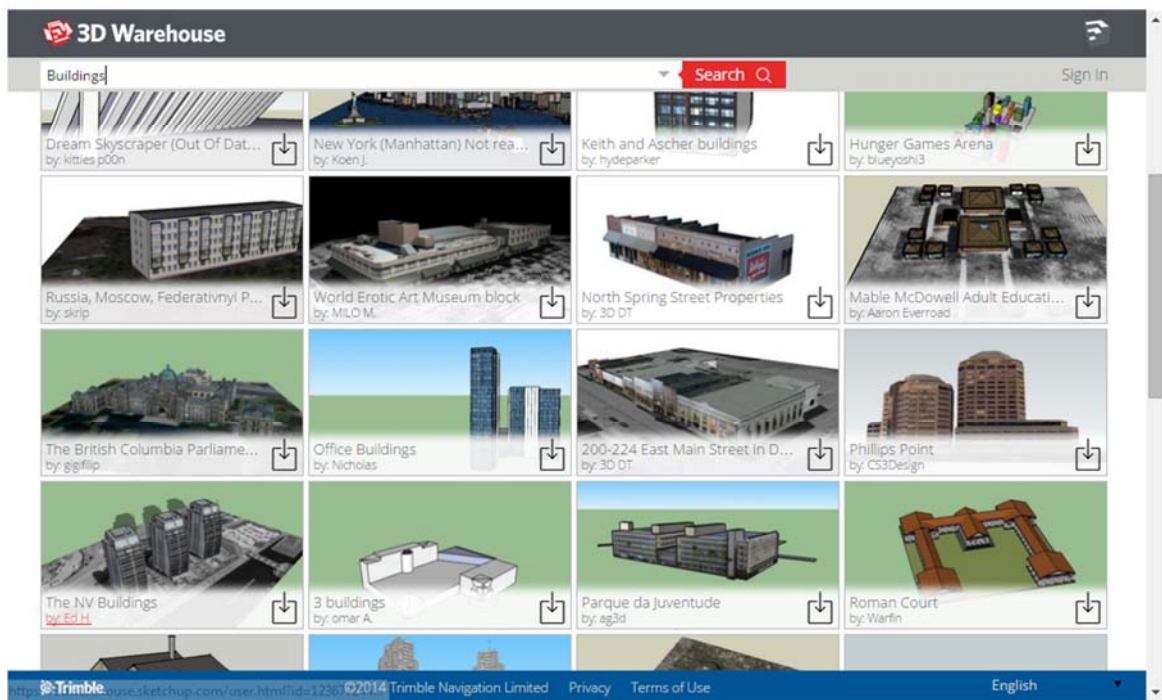 3D Warehouse
Buildings
Search
Sign In
Dream Skyscraper (Out Of Dat...
by: kitties p00n
New York (Manhattan) Not rea...
by: Koen J.
Keith and Ascher buildings
by: hydeparker
Hunger Games Arena
by: blueyoshi3
Russia, Moscow, Federativnyi P...
by: skrip
World Erotic Art Museum block
by: MILO M.
North Spring Street Properties
by: 3D DT
Mable McDowell Adult Educati...
by: Aaron Everroad
The British Columbia Parliame...
by: gigifilip
Office Buildings
by: Nicholas
200-224 East Main Street in D...
by: 3D DT
Phillips Point
by: CS3Design
The NV Buildings
by: Ed H.
3 buildings
by: omar A.
Parque da Juventude
by: ag3d
Roman Court
by: Warfin
Trimble
©2014 Trimble Navigation Limited
Privacy
Terms of Use
English